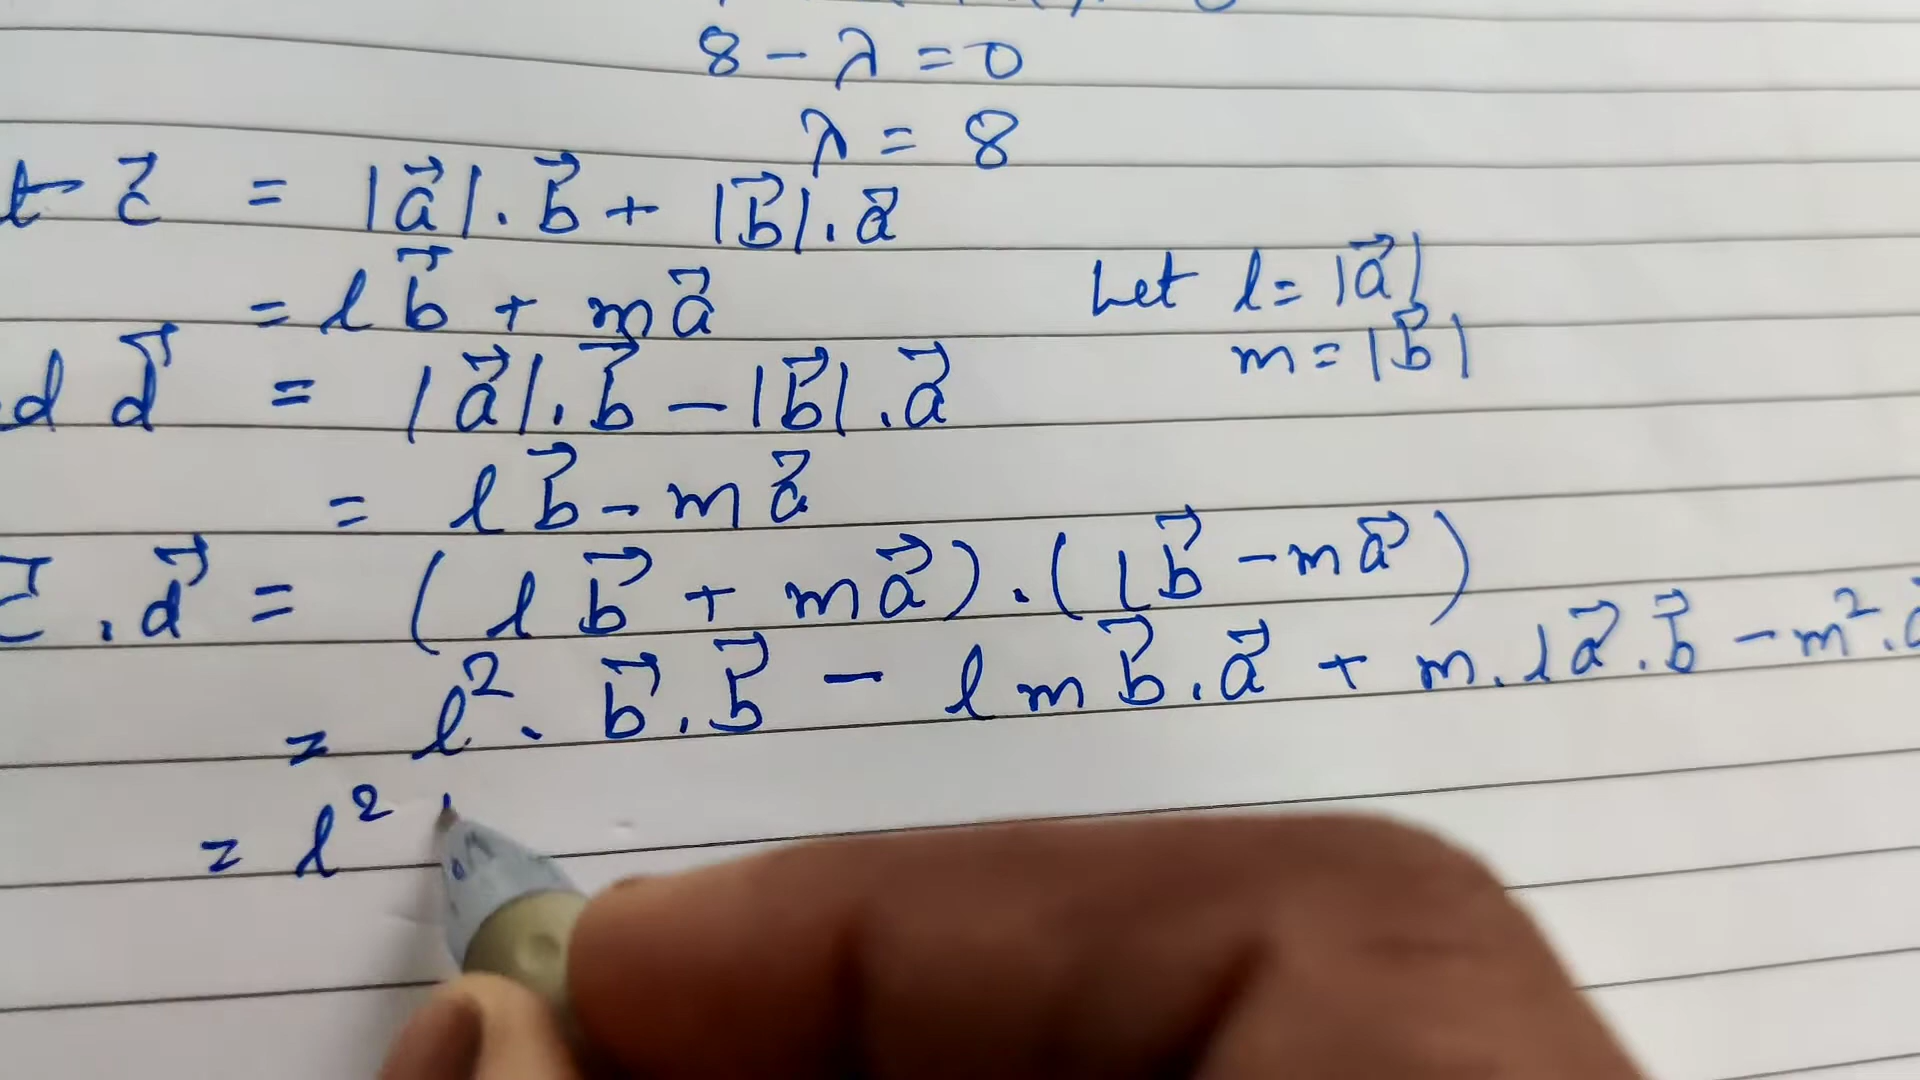 8 - λ = 0
λ = 8
t c⃗ = |a⃗| . b⃗ + |b⃗| . a⃗
= l b⃗ + m a⃗
Let l = |a⃗|
m = |b⃗|
d d⃗ = |a⃗| . b⃗ - |b⃗| . a⃗
= l b⃗ - m a⃗
c⃗ . d⃗ = ( l b⃗ + m a⃗ ) . ( l b⃗ - m a⃗ )
= l² . b⃗ . b⃗ - l m b⃗ . a⃗ + m . l a⃗ . b⃗ - m² .
= l²